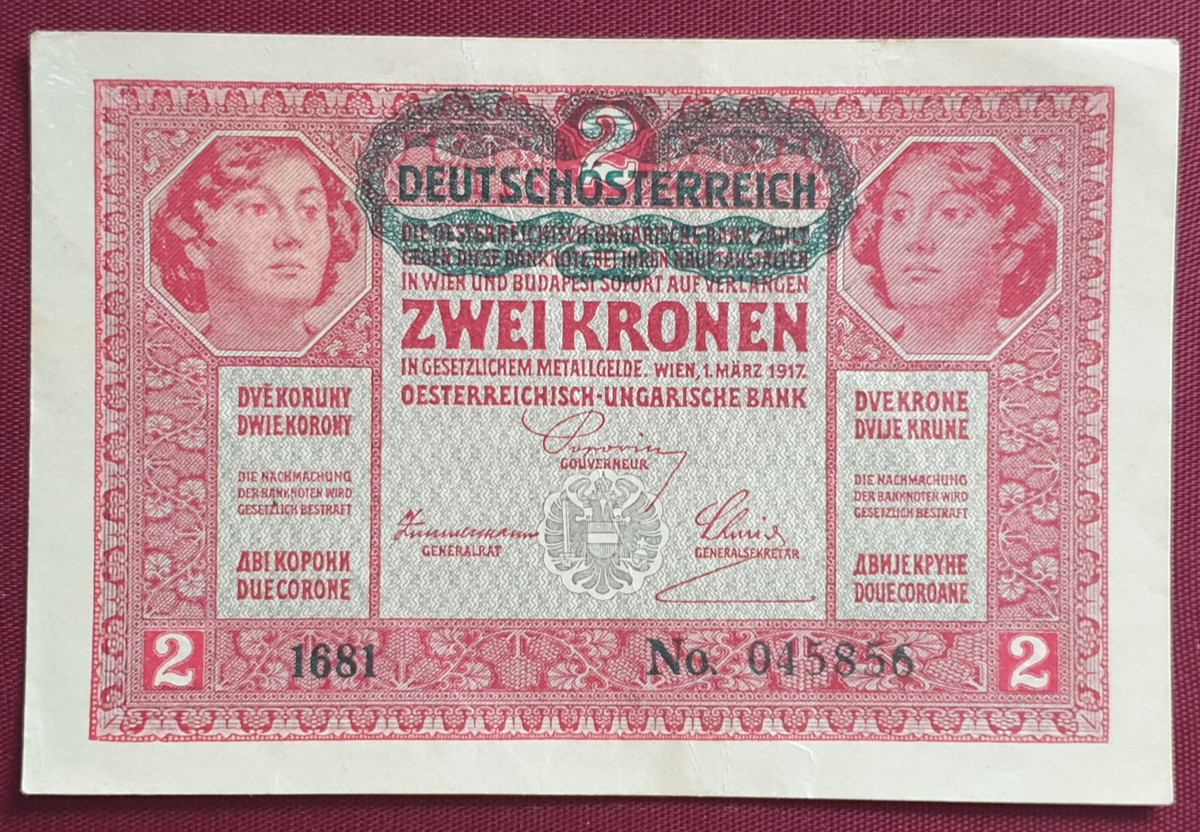 2
DEUTSCHÖSTERREICH
DIE OESTERREICHISCH-UNGARISCHE BANK ZAHLT
GEGEN DIESE BANKNOTE BEI IHREN HAUPTANSTALTEN
IN WIEN UND BUDAPEST SOFORT AUF VERLANGEN
ZWEI KRONEN
IN GESETZLICHEM METALLGELDE. WIEN, 1. MÄRZ 1917.
OESTERREICHISCH-UNGARISCHE BANK
Popovics
GOUVERNEUR
GENERALRAT
GENERALSEKRETÄR
DVĚ KORUNY
DWIE KORONY
DIE NACHMACHUNG
DER BANKNOTEN WIRD
GESETZLICH BESTRAFT
ДВІ КОРОНИ
DUE CORONE
DVE KRONE
DVIJE KRUNE
DIE NACHMACHUNG
DER BANKNOTEN WIRD
GESETZLICH BESTRAFT
ДВИЈЕ КРУНЕ
DOUE COROANE
2
1681
No. 045856
2